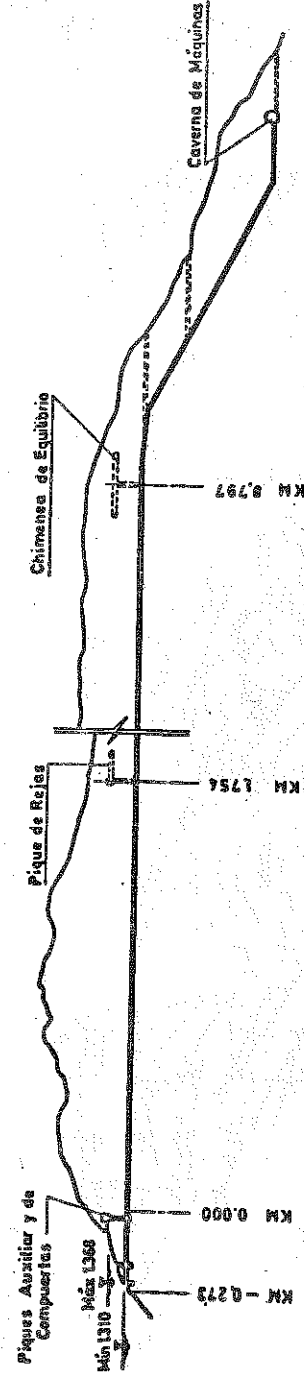 Piques Auxiliar y de
Compuertas
Mín 1310
Máx 1368
KM - 0,273
KM 0.000
Pique de Rejas
KM 1.754
Chimenea de Equilibrio
KM 8,797
Caverna de Máquinas